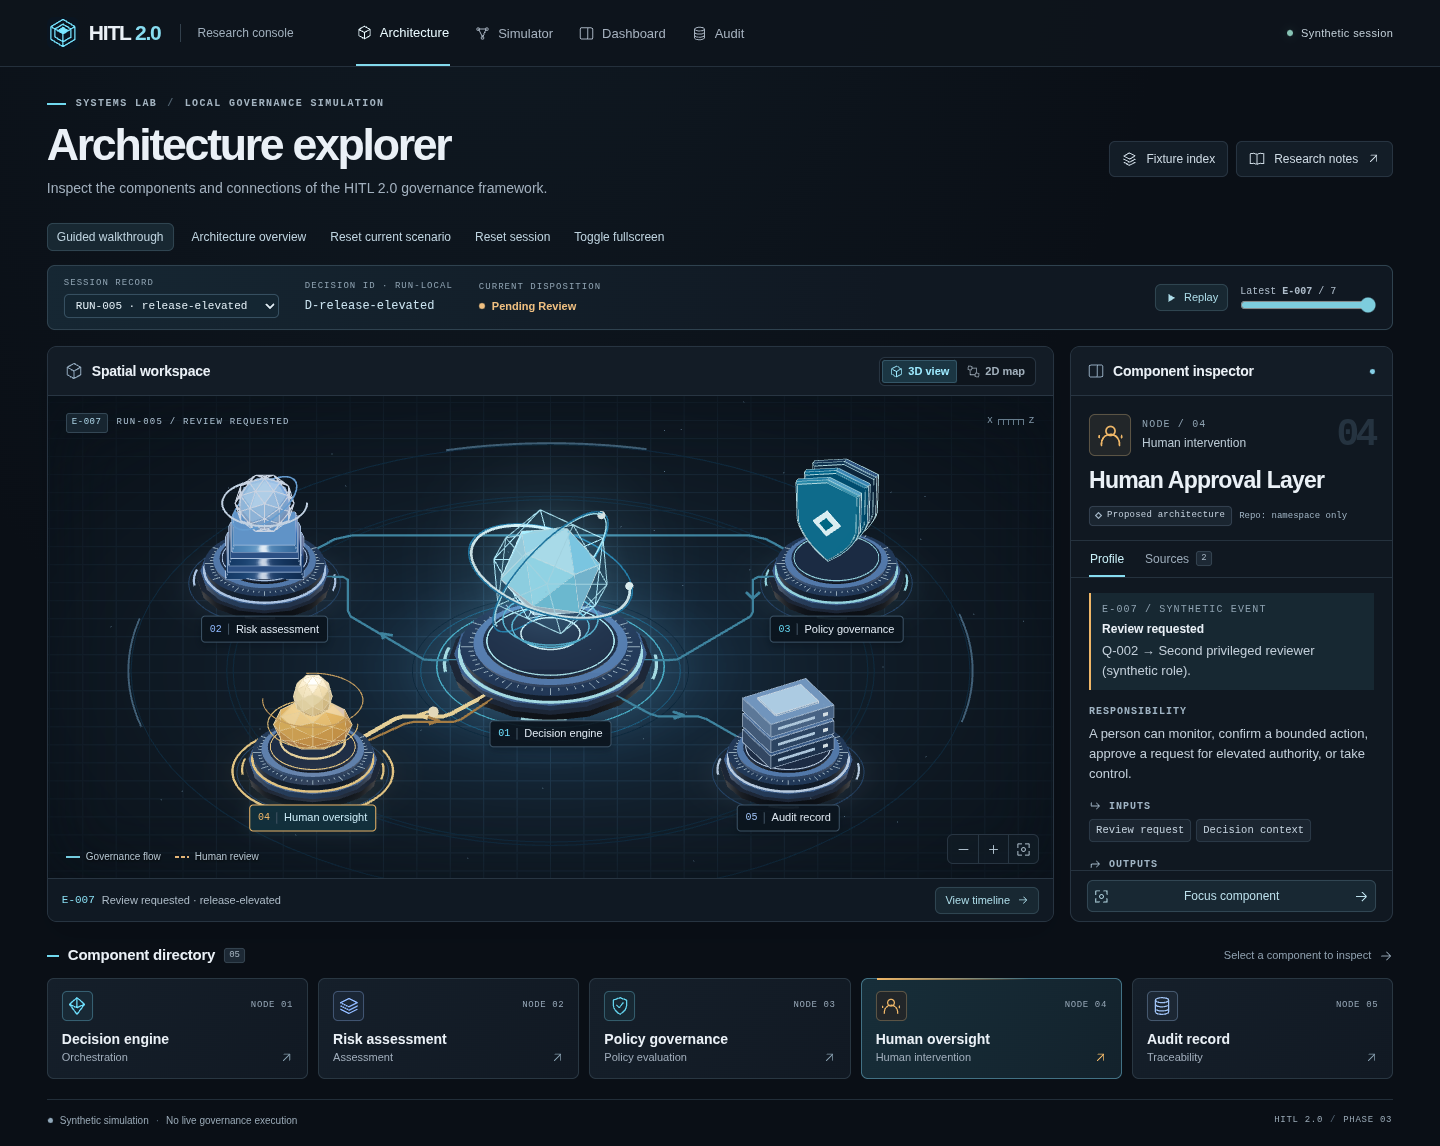 HITL 2.0
Research console
Architecture
Simulator
Dashboard
Audit
Synthetic session
SYSTEMS LAB / LOCAL GOVERNANCE SIMULATION
Architecture explorer
Inspect the components and connections of the HITL 2.0 governance framework.
Fixture index
Research notes
Guided walkthrough
Architecture overview
Reset current scenario
Reset session
Toggle fullscreen
SESSION RECORD
RUN-005 · release-elevated
DECISION ID · RUN-LOCAL
D-release-elevated
CURRENT DISPOSITION
Pending Review
Replay
Latest E-007 / 7
Spatial workspace
3D view
2D map
E-007
RUN-005 / REVIEW REQUESTED
X
Z
02 | Risk assessment
03 | Policy governance
01 | Decision engine
04 | Human oversight
05 | Audit record
Governance flow
Human review
E-007 Review requested · release-elevated
View timeline
Component inspector
NODE / 04
Human intervention
04
Human Approval Layer
Proposed architecture
Repo: namespace only
Profile
Sources 2
E-007 / SYNTHETIC EVENT
Review requested
Q-002 → Second privileged reviewer
(synthetic role).
RESPONSIBILITY
A person can monitor, confirm a bounded action,
approve a request for elevated authority, or take
control.
INPUTS
Review request
Decision context
OUTPUTS
Focus component
Component directory 05
Select a component to inspect
NODE 01
Decision engine
Orchestration
NODE 02
Risk assessment
Assessment
NODE 03
Policy governance
Policy evaluation
NODE 04
Human oversight
Human intervention
NODE 05
Audit record
Traceability
Synthetic simulation · No live governance execution
HITL 2.0 / PHASE 03